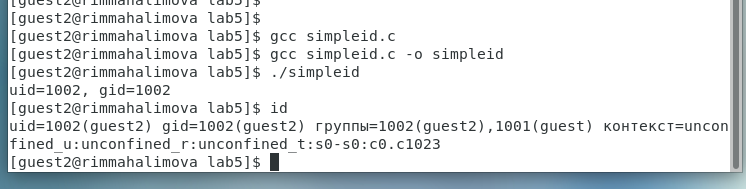 [guest2@rimmahalimova lab5]$
[guest2@rimmahalimova lab5]$
[guest2@rimmahalimova lab5]$ gcc simpleid.c
[guest2@rimmahalimova lab5]$ gcc simpleid.c -o simpleid
[guest2@rimmahalimova lab5]$ ./simpleid
uid=1002, gid=1002
[guest2@rimmahalimova lab5]$ id
uid=1002(guest2) gid=1002(guest2) группы=1002(guest2),1001(guest) контекст=uncon
fined_u:unconfined_r:unconfined_t:s0-s0:c0.c1023
[guest2@rimmahalimova lab5]$